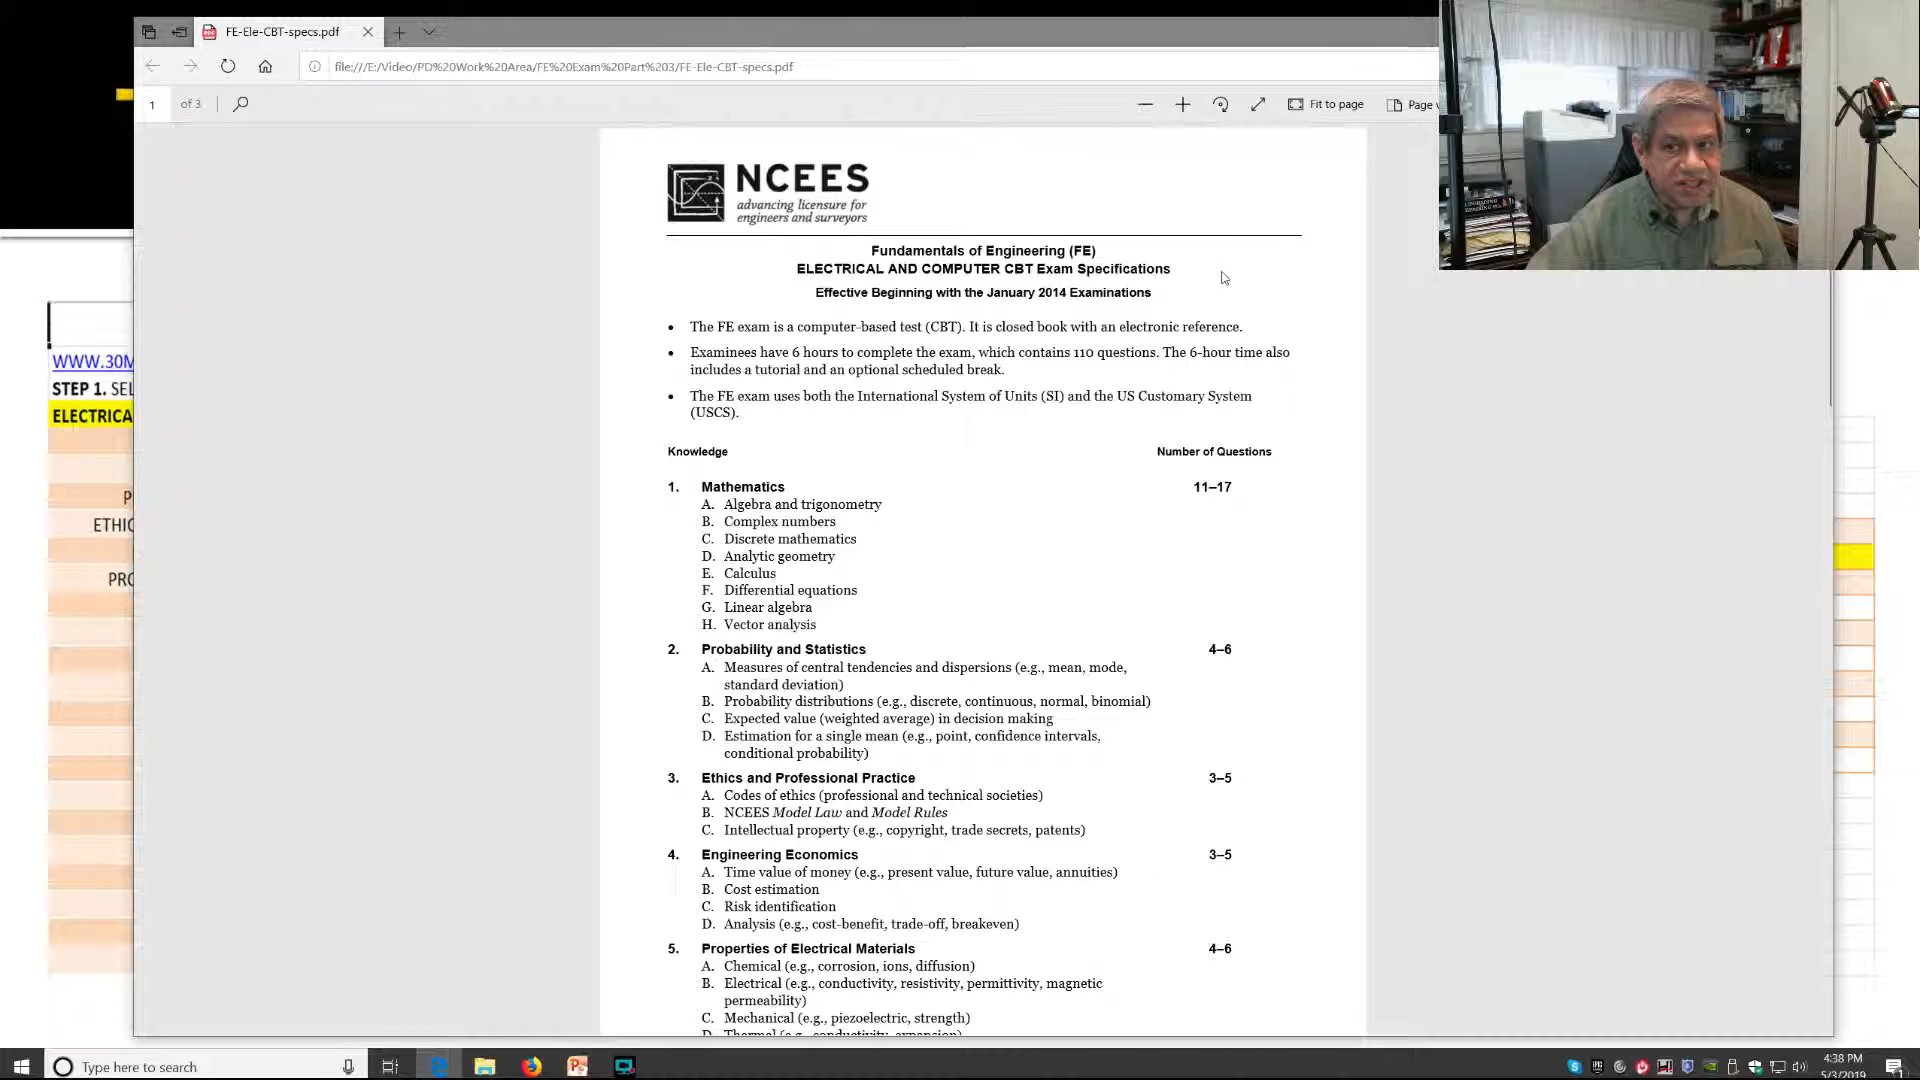 FE-Ele-CBT-specs.pdf
file:///E:/Video/PD%20Work%20Area/FE%20Exam%20Part%203/FE-Ele-CBT-specs.pdf
1 of 3
Fit to page
Page
NCEES
advancing licensure for
engineers and surveyors
Fundamentals of Engineering (FE)
ELECTRICAL AND COMPUTER CBT Exam Specifications
Effective Beginning with the January 2014 Examinations
• The FE exam is a computer-based test (CBT). It is closed book with an electronic reference.
• Examinees have 6 hours to complete the exam, which contains 110 questions. The 6-hour time also
includes a tutorial and an optional scheduled break.
• The FE exam uses both the International System of Units (SI) and the US Customary System
(USCS).
Knowledge Number of Questions
1. Mathematics 11–17
A. Algebra and trigonometry
B. Complex numbers
C. Discrete mathematics
D. Analytic geometry
E. Calculus
F. Differential equations
G. Linear algebra
H. Vector analysis
2. Probability and Statistics 4–6
A. Measures of central tendencies and dispersions (e.g., mean, mode,
standard deviation)
B. Probability distributions (e.g., discrete, continuous, normal, binomial)
C. Expected value (weighted average) in decision making
D. Estimation for a single mean (e.g., point, confidence intervals,
conditional probability)
3. Ethics and Professional Practice 3–5
A. Codes of ethics (professional and technical societies)
B. NCEES Model Law and Model Rules
C. Intellectual property (e.g., copyright, trade secrets, patents)
4. Engineering Economics 3–5
A. Time value of money (e.g., present value, future value, annuities)
B. Cost estimation
C. Risk identification
D. Analysis (e.g., cost-benefit, trade-off, breakeven)
5. Properties of Electrical Materials 4–6
A. Chemical (e.g., corrosion, ions, diffusion)
B. Electrical (e.g., conductivity, resistivity, permittivity, magnetic
permeability)
C. Mechanical (e.g., piezoelectric, strength)
D. Thermal (e.g., conductivity, expansion)
WWW.30M
STEP 1. SEL
ELECTRICA
P
ETHIC
PRO
Type here to search
4:38 PM
5/3/2019